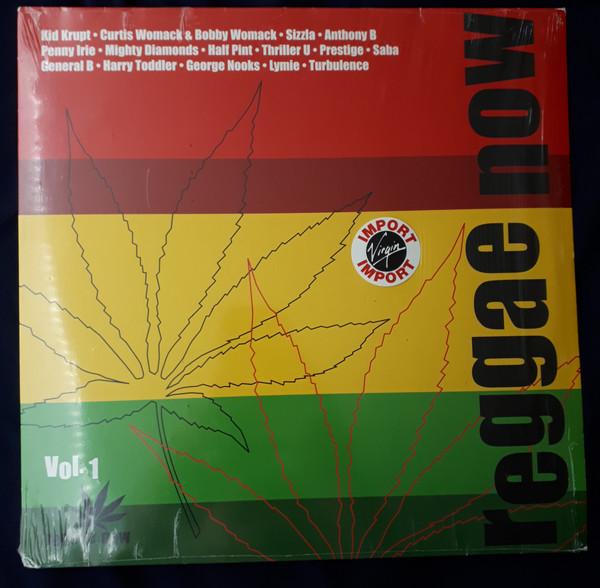 Kid Krupt • Curtis Womack & Bobby Womack • Sizzla • Anthony B
Penny Irie • Mighty Diamonds • Half Pint • Thriller U • Prestige • Saba
General B • Harry Toddler • George Nooks • Lymie • Turbulence
reggae now
IMPORT
Virgin
IMPORT
Vol. 1